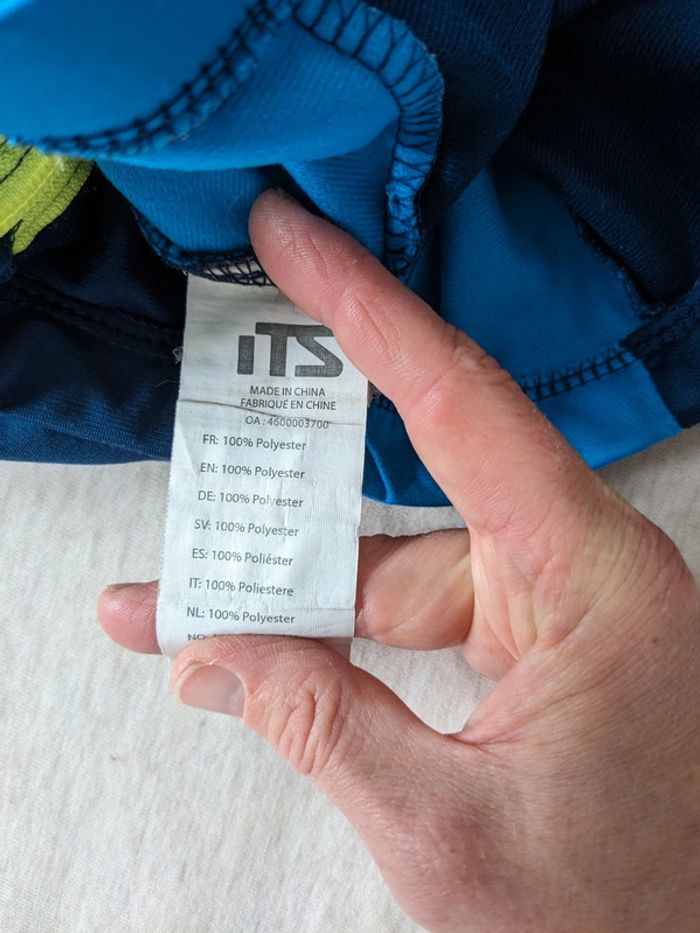 iTS
MADE IN CHINA
FABRIQUÉ EN CHINE
OA : 4600003700
FR: 100% Polyester
EN: 100% Polyester
DE: 100% Polyester
SV: 100% Polyester
ES: 100% Poliéster
IT: 100% Poliestere
NL: 100% Polyester